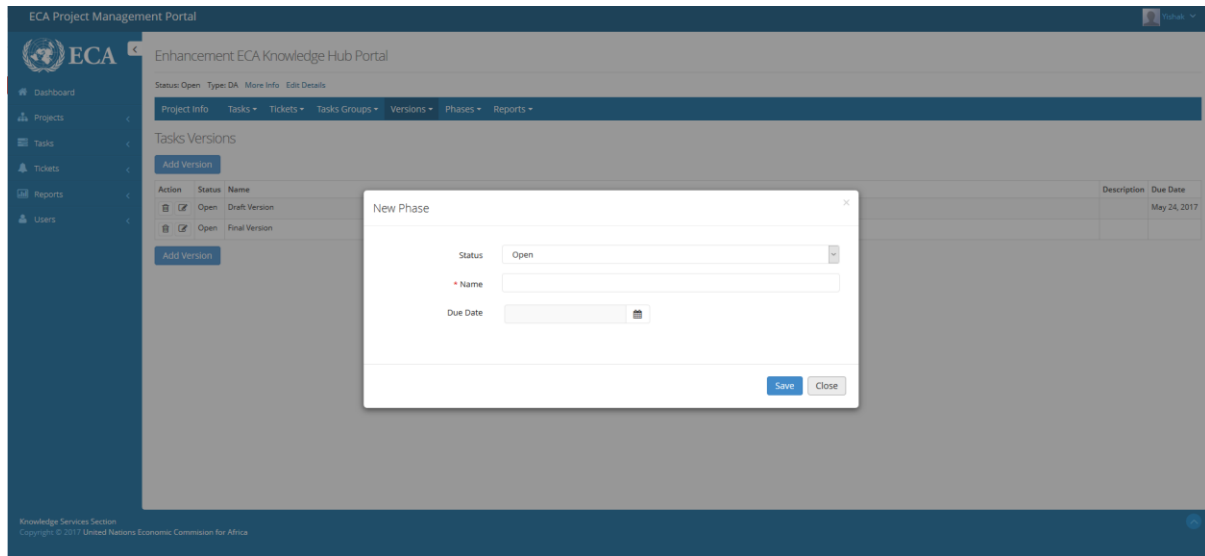 ECA Project Management Portal
Yishak
ECA
Enhancement ECA Knowledge Hub Portal
Status: Open Type: DA More Info Edit Details
Dashboard
Projects
Tasks
Tickets
Reports
Users
Project Info Tasks Tickets Tasks Groups Versions Phases Reports
Tasks Versions
Add Version
Action Status Name Description Due Date
Open Draft Version May 24, 2017
Open Final Version
Add Version
New Phase ×
Status Open
* Name
Due Date
Save Close
Knowledge Services Section
Copyright © 2017 United Nations Economic Commision for Africa